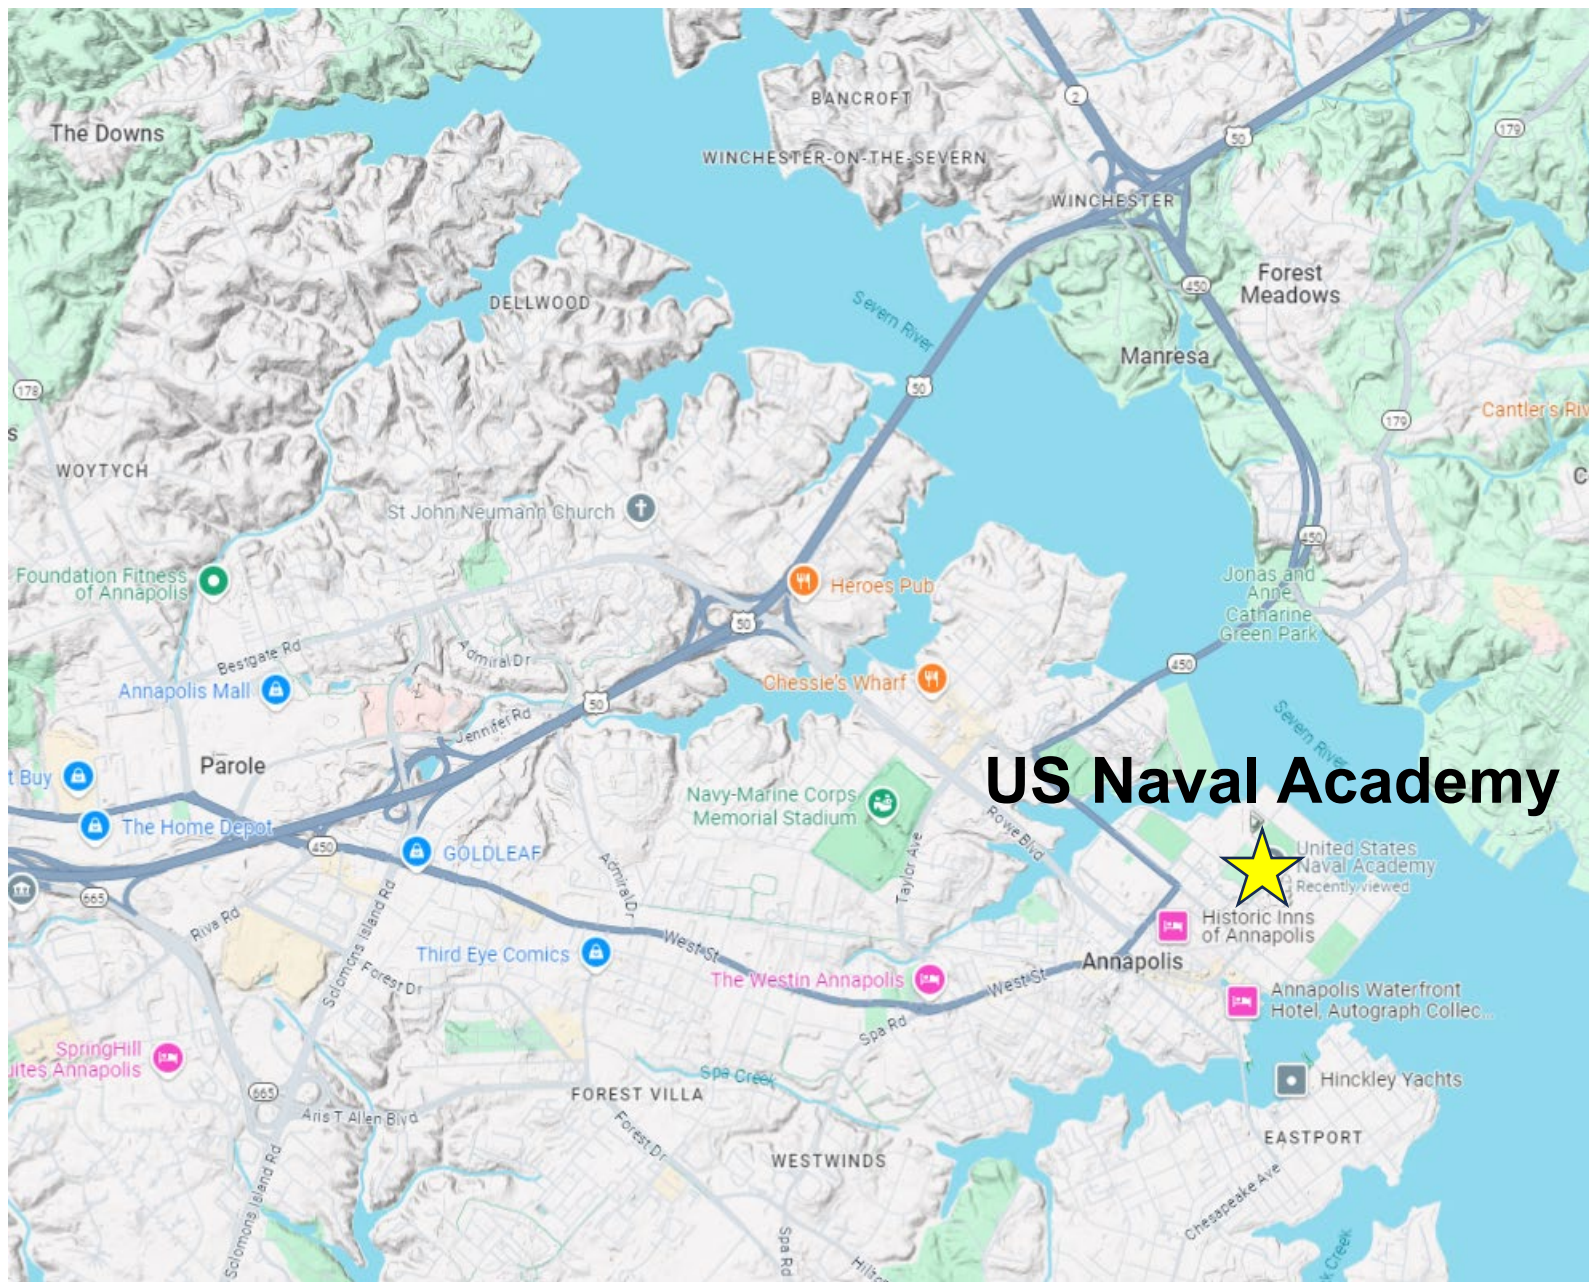 BANCROFT
2
50
179
The Downs
WINCHESTER-ON-THE-SEVERN
WINCHESTER
Forest
Meadows
450
DELLWOOD
Severn River
Manresa
178
50
179
Cantler's Riv
s
C
WOYTYCH
St John Neumann Church
450
Foundation Fitness
of Annapolis
Heroes Pub
Jonas and
Anne
Catharine
Green Park
50
Bestgate Rd
Admiral Dr
450
Annapolis Mall
Chessie's Wharf
50
Jennifer Rd
Severn River
Parole
t Buy
US Naval Academy
Navy-Marine Corps
Memorial Stadium
The Home Depot
Rowe Blvd
450
GOLDLEAF
Taylor Ave
United States
Naval Academy
Recently viewed
665
Admiral Dr
Riva Rd
Solomons Island Rd
Historic Inns
of Annapolis
Third Eye Comics
West St
Annapolis
Forest Dr
The Westin Annapolis
West St
Annapolis Waterfront
Hotel, Autograph Collec...
Spa Rd
SpringHill
uites Annapolis
Spa Creek
Hinckley Yachts
665
FOREST VILLA
Aris T Allen Blvd
Forest Dr
EASTPORT
WESTWINDS
Solomons Island Rd
Chesapeake Ave
Spa Rd
k Creek